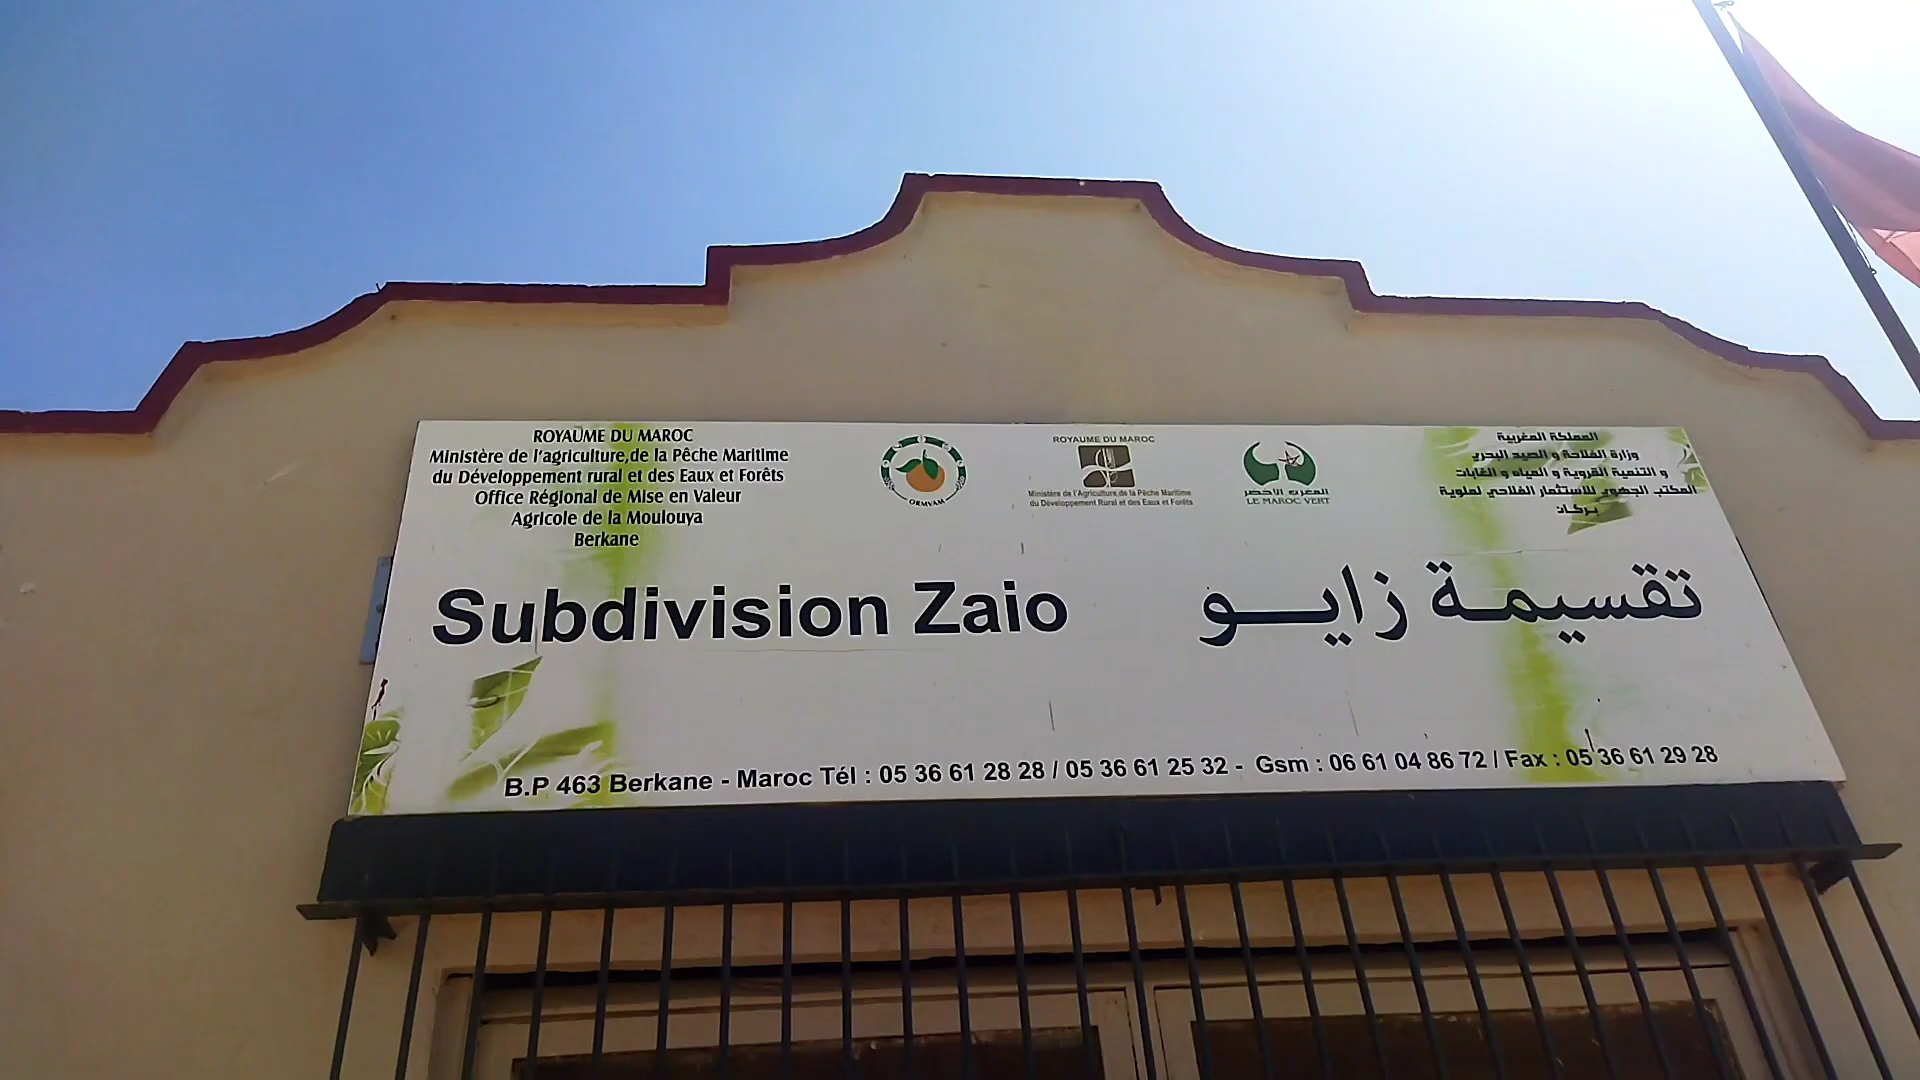 ROYAUME DU MAROC
Ministère de l'agriculture,de la Pêche Maritime
du Développement rural et des Eaux et Forêts
Office Régional de Mise en Valeur
Agricole de la Moulouya
Berkane
ORMVAM
ROYAUME DU MAROC
Ministère de l'Agriculture,de la Pêche Maritime
du Développement Rural et des Eaux et Forêts
المغرب الأخضر
LE MAROC VERT
المملكة المغربية
وزارة الفلاحة و الصيد البحري
و التنمية القروية و المياه و الغابات
المكتب الجهوي للاستثمار الفلاحي لملوية
بركان
Subdivision Zaio
تقسيمة زايو
B.P 463 Berkane - Maroc Tél : 05 36 61 28 28 / 05 36 61 25 32 - Gsm : 06 61 04 86 72 / Fax : 05 36 61 29 28